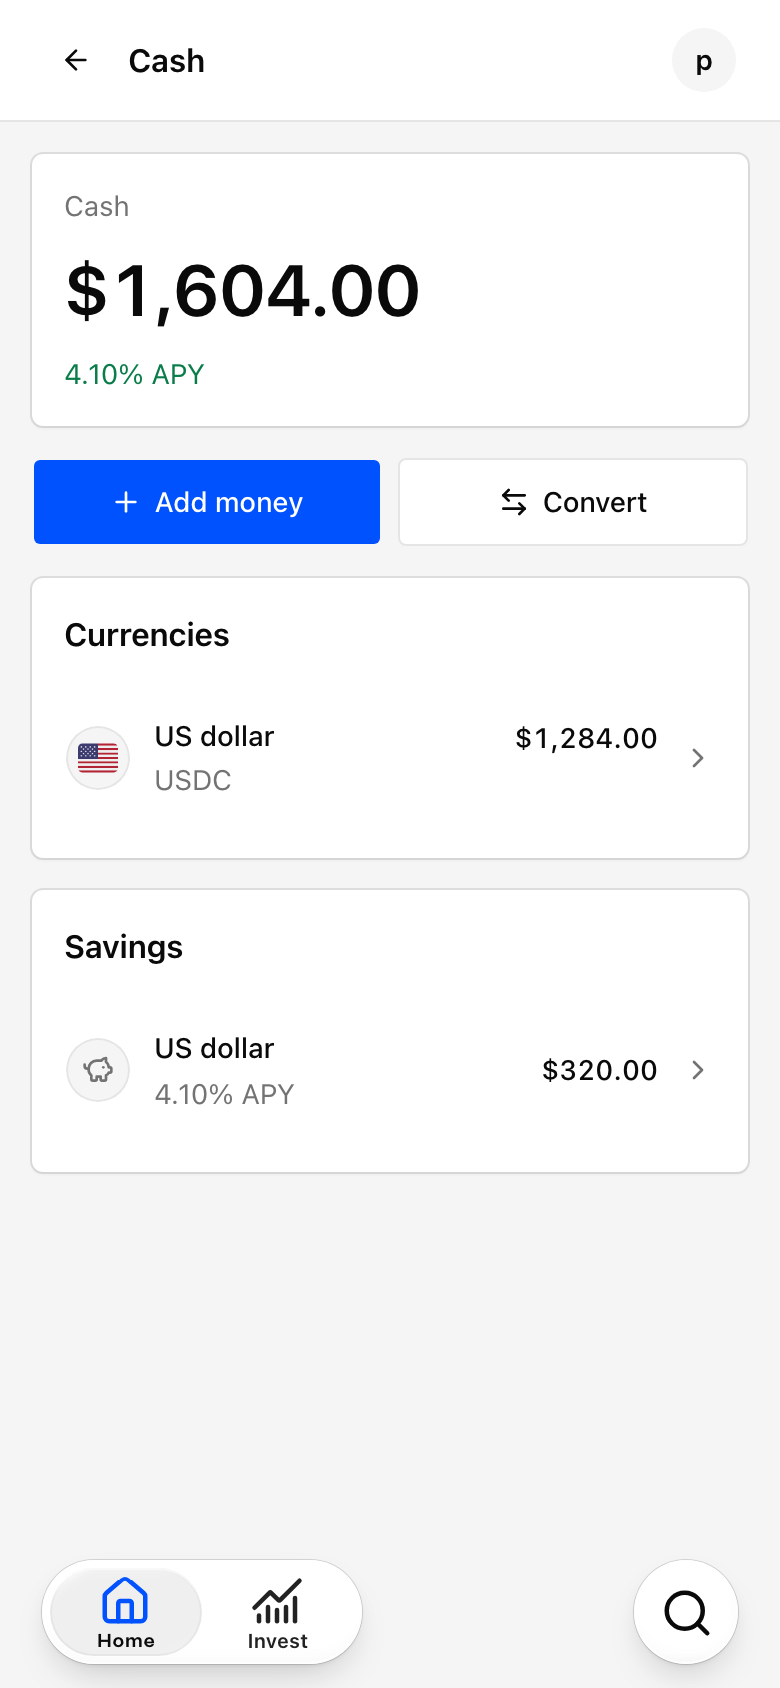 Cash
p
Cash
$1,604.00
4.10% APY
Add money
Convert
Currencies
US dollar
$1,284.00
USDC
Savings
US dollar
$320.00
4.10% APY
Home
Invest